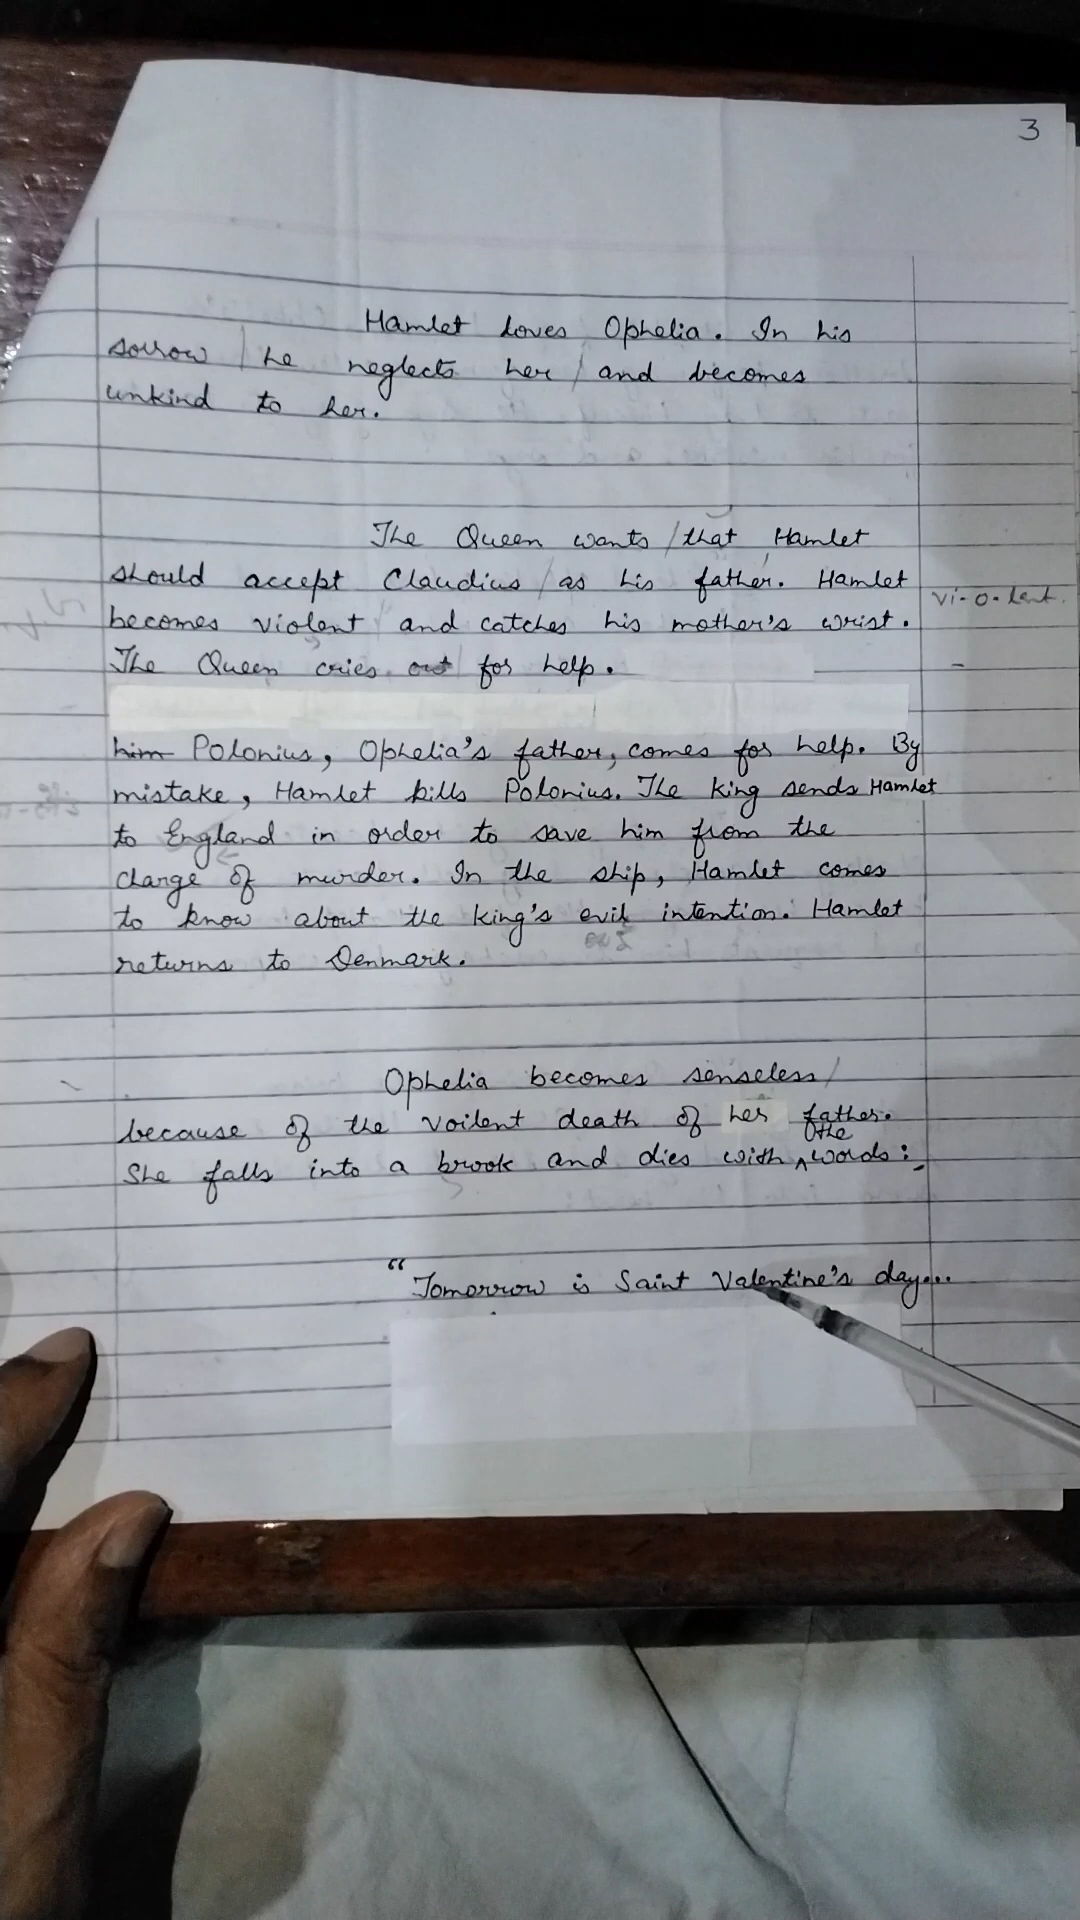 3
Hamlet loves Ophelia. In his
sorrow / he neglects her / and becomes
unkind to her.
The Queen wants / that Hamlet
should accept Claudius / as his father. Hamlet
becomes violent and catches his mother's wrist.
vi-o-lent.
The Queen cries out for help.
him Polonius, Ophelia's father, comes for help. By
mistake, Hamlet kills Polonius. The king sends Hamlet
to England in order to save him from the
charge of murder. In the ship, Hamlet comes
to know about the king's evil intention. Hamlet
returns to Denmark.
Ophelia becomes senseless /
because of the voilent death of her father.
She falls into a brook and dies with the words:
"Tomorrow is Saint Valentine's day...